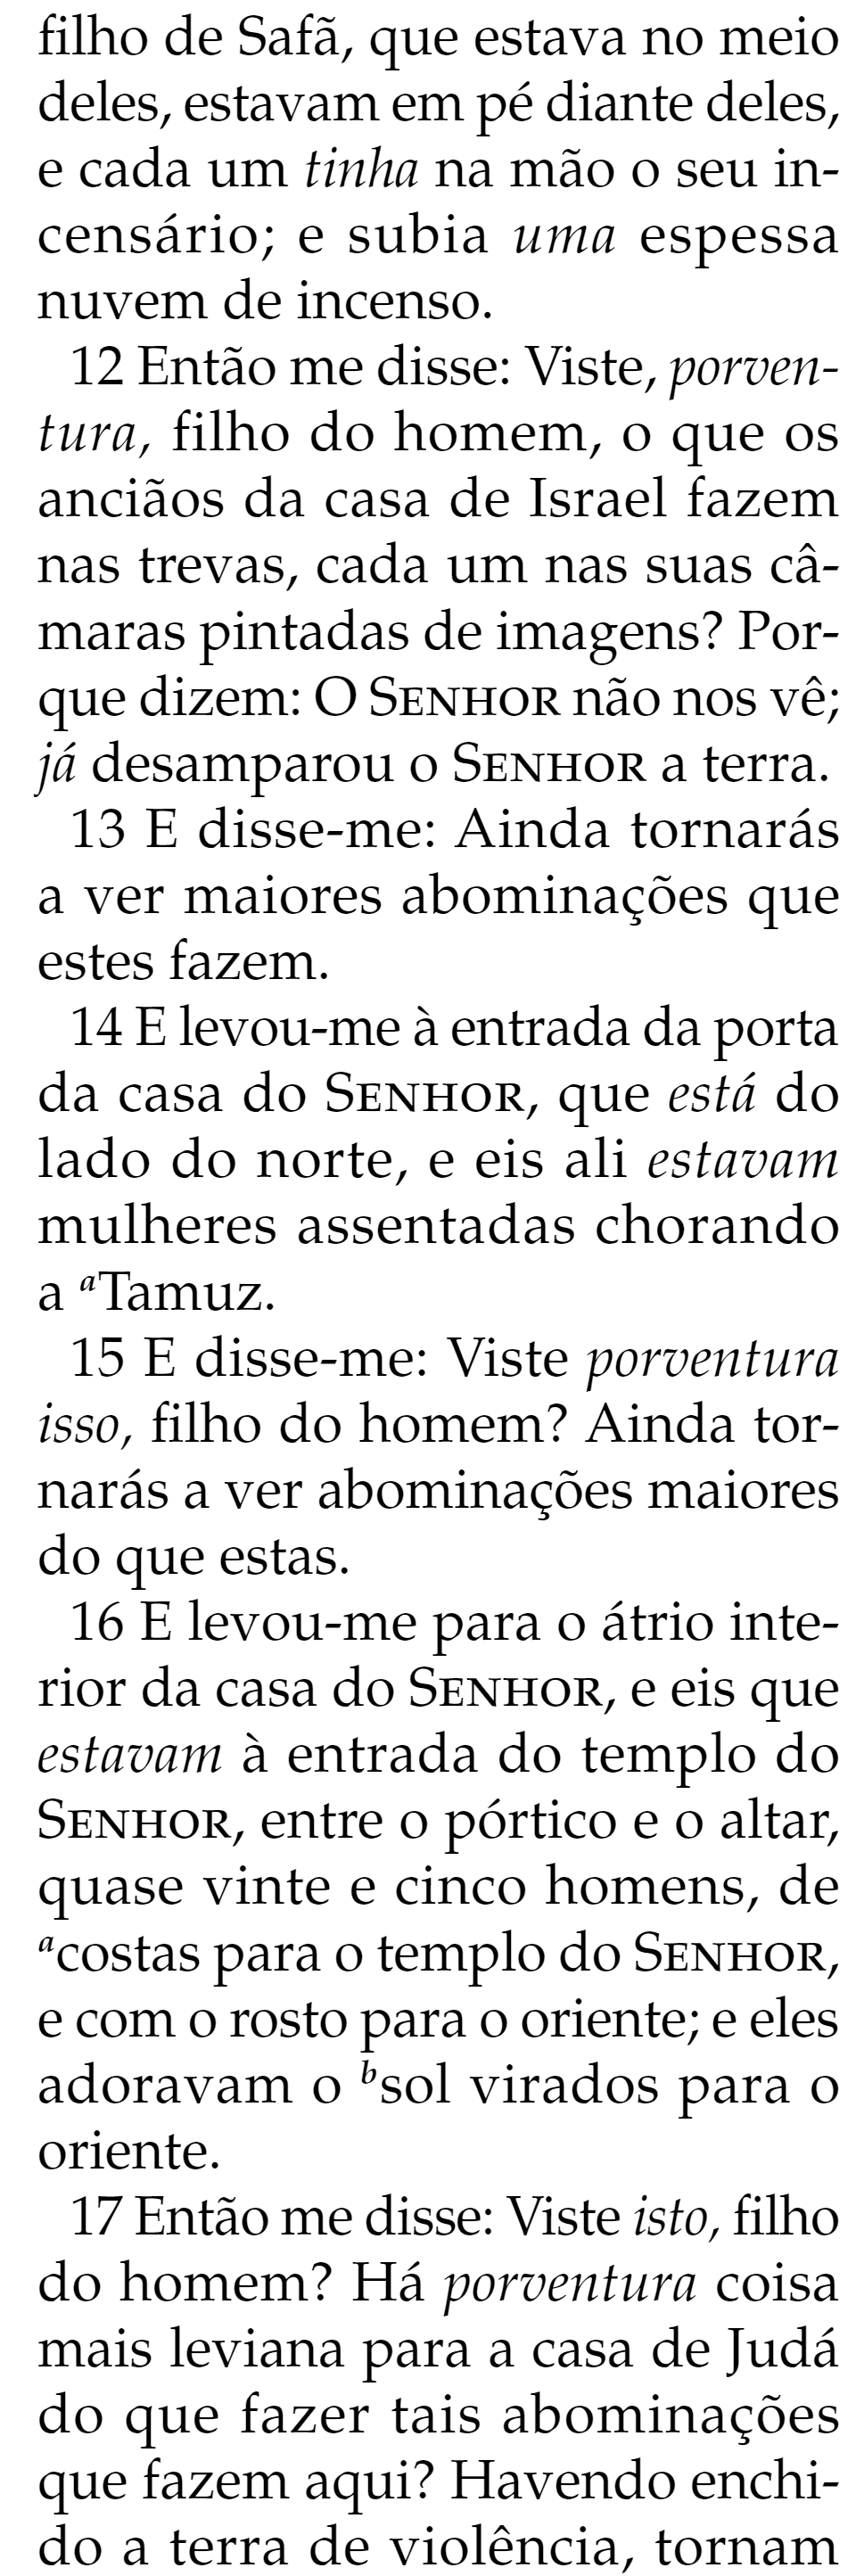 filho de Safã, que estava no meio
deles, estavam em pé diante deles,
e cada um tinha na mão o seu in-
censário; e subia uma espessa
nuvem de incenso.
12 Então me disse: Viste, porven-
tura, filho do homem, o que os
anciãos da casa de Israel fazem
nas trevas, cada um nas suas câ-
maras pintadas de imagens? Por-
que dizem: O SENHOR não nos vê;
já desamparou o SENHOR a terra.
13 E disse-me: Ainda tornarás
a ver maiores abominações que
estes fazem.
14 E levou-me à entrada da porta
da casa do SENHOR, que está do
lado do norte, e eis ali estavam
mulheres assentadas chorando
a aTamuz.
15 E disse-me: Viste porventura
isso, filho do homem? Ainda tor-
narás a ver abominações maiores
do que estas.
16 E levou-me para o átrio inte-
rior da casa do SENHOR, e eis que
estavam à entrada do templo do
SENHOR, entre o pórtico e o altar,
quase vinte e cinco homens, de
acostas para o templo do SENHOR,
e com o rosto para o oriente; e eles
adoravam o bsol virados para o
oriente.
17 Então me disse: Viste isto, filho
do homem? Há porventura coisa
mais leviana para a casa de Judá
do que fazer tais abominações
que fazem aqui? Havendo enchi-
do a terra de violência, tornam